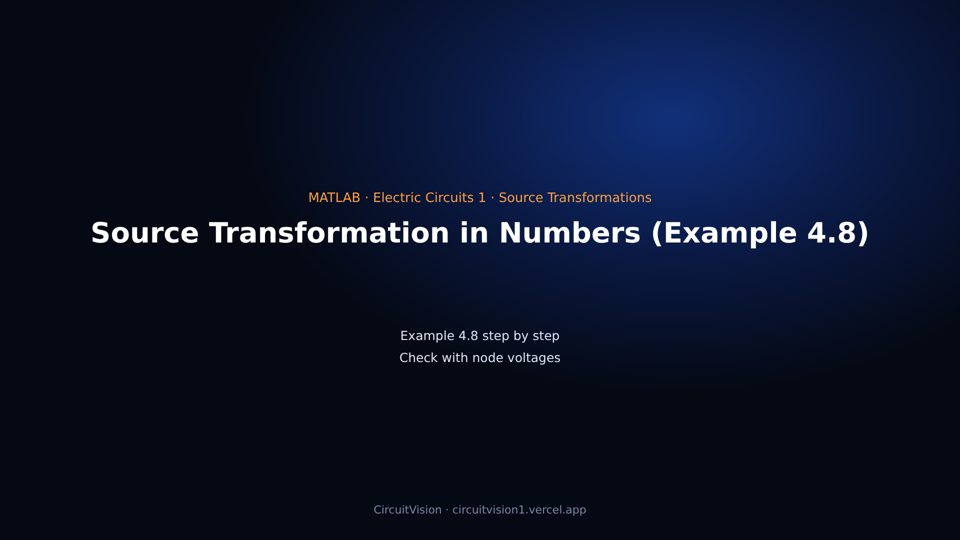 MATLAB · Electric Circuits 1 · Source Transformations
Source Transformation in Numbers (Example 4.8)
Example 4.8 step by step
Check with node voltages
CircuitVision · circuitvision1.vercel.app